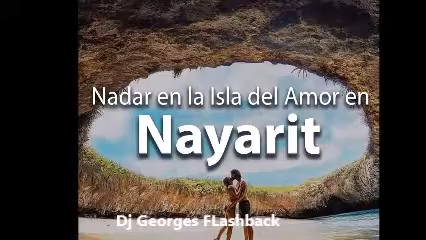 Nadar en la Isla del Amor en
Nayarit
Dj Georges FLashback